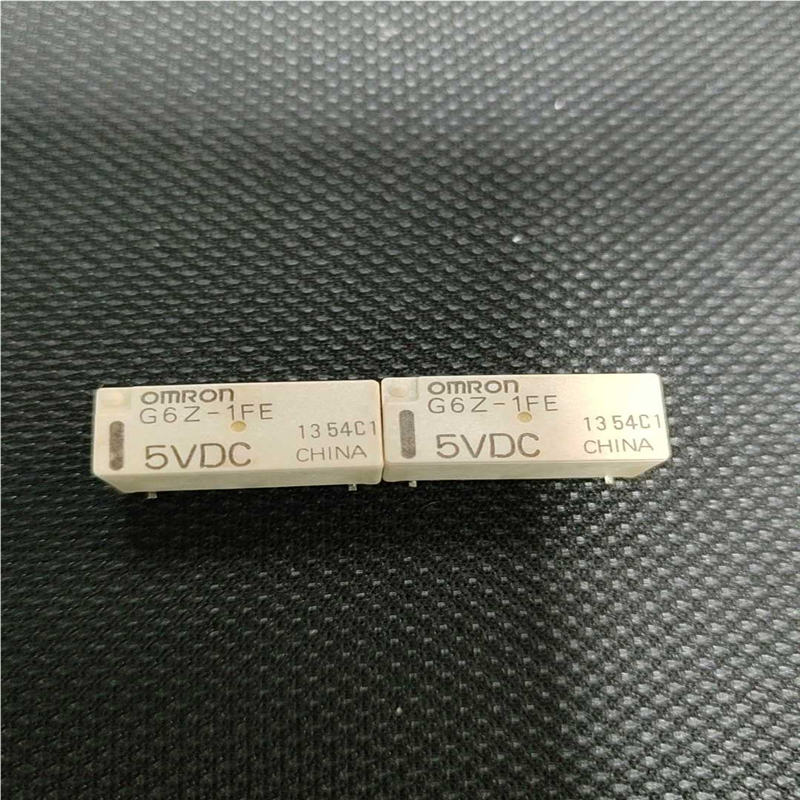 OMRON
G6Z-1FE
1354C1
5VDC
CHINA
OMRON
G6Z-1FE
1354C1
5VDC
CHINA